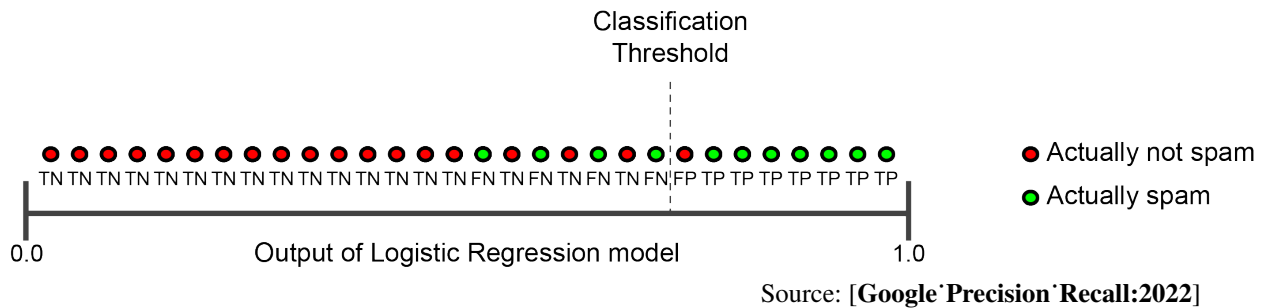 Classification
Threshold
TN TN TN TN TN TN TN TN TN TN TN TN TN TN TN FN TN FN TN FN TN FN FP TP TP TP TP TP TP TP
Actually not spam
Actually spam
0.0
Output of Logistic Regression model
1.0
Source: [Google˙Precision˙Recall:2022]